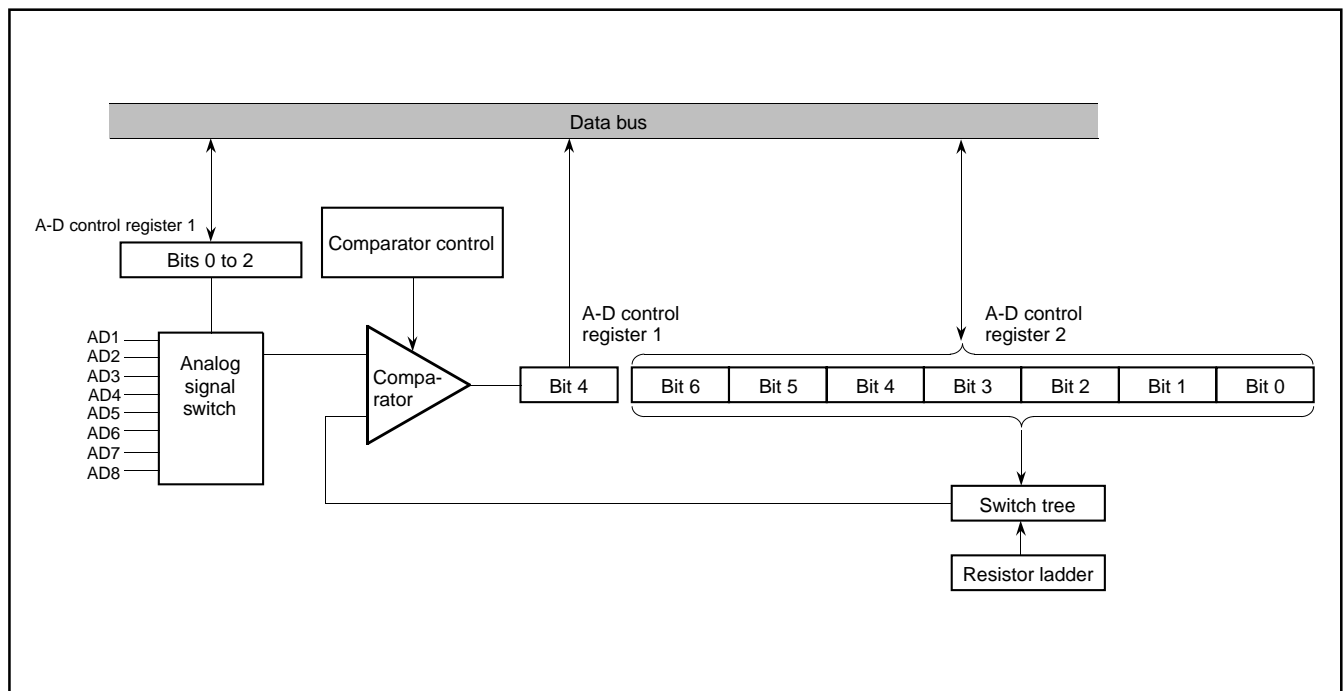 Data bus
A-D control register 1
Bits 0 to 2
Comparator control
AD1
AD2
AD3
AD4
AD5
AD6
AD7
AD8
Analog
signal
switch
Compa-
rator
A-D control
register 1
Bit 4
A-D control
register 2
Bit 6
Bit 5
Bit 4
Bit 3
Bit 2
Bit 1
Bit 0
Switch tree
Resistor ladder